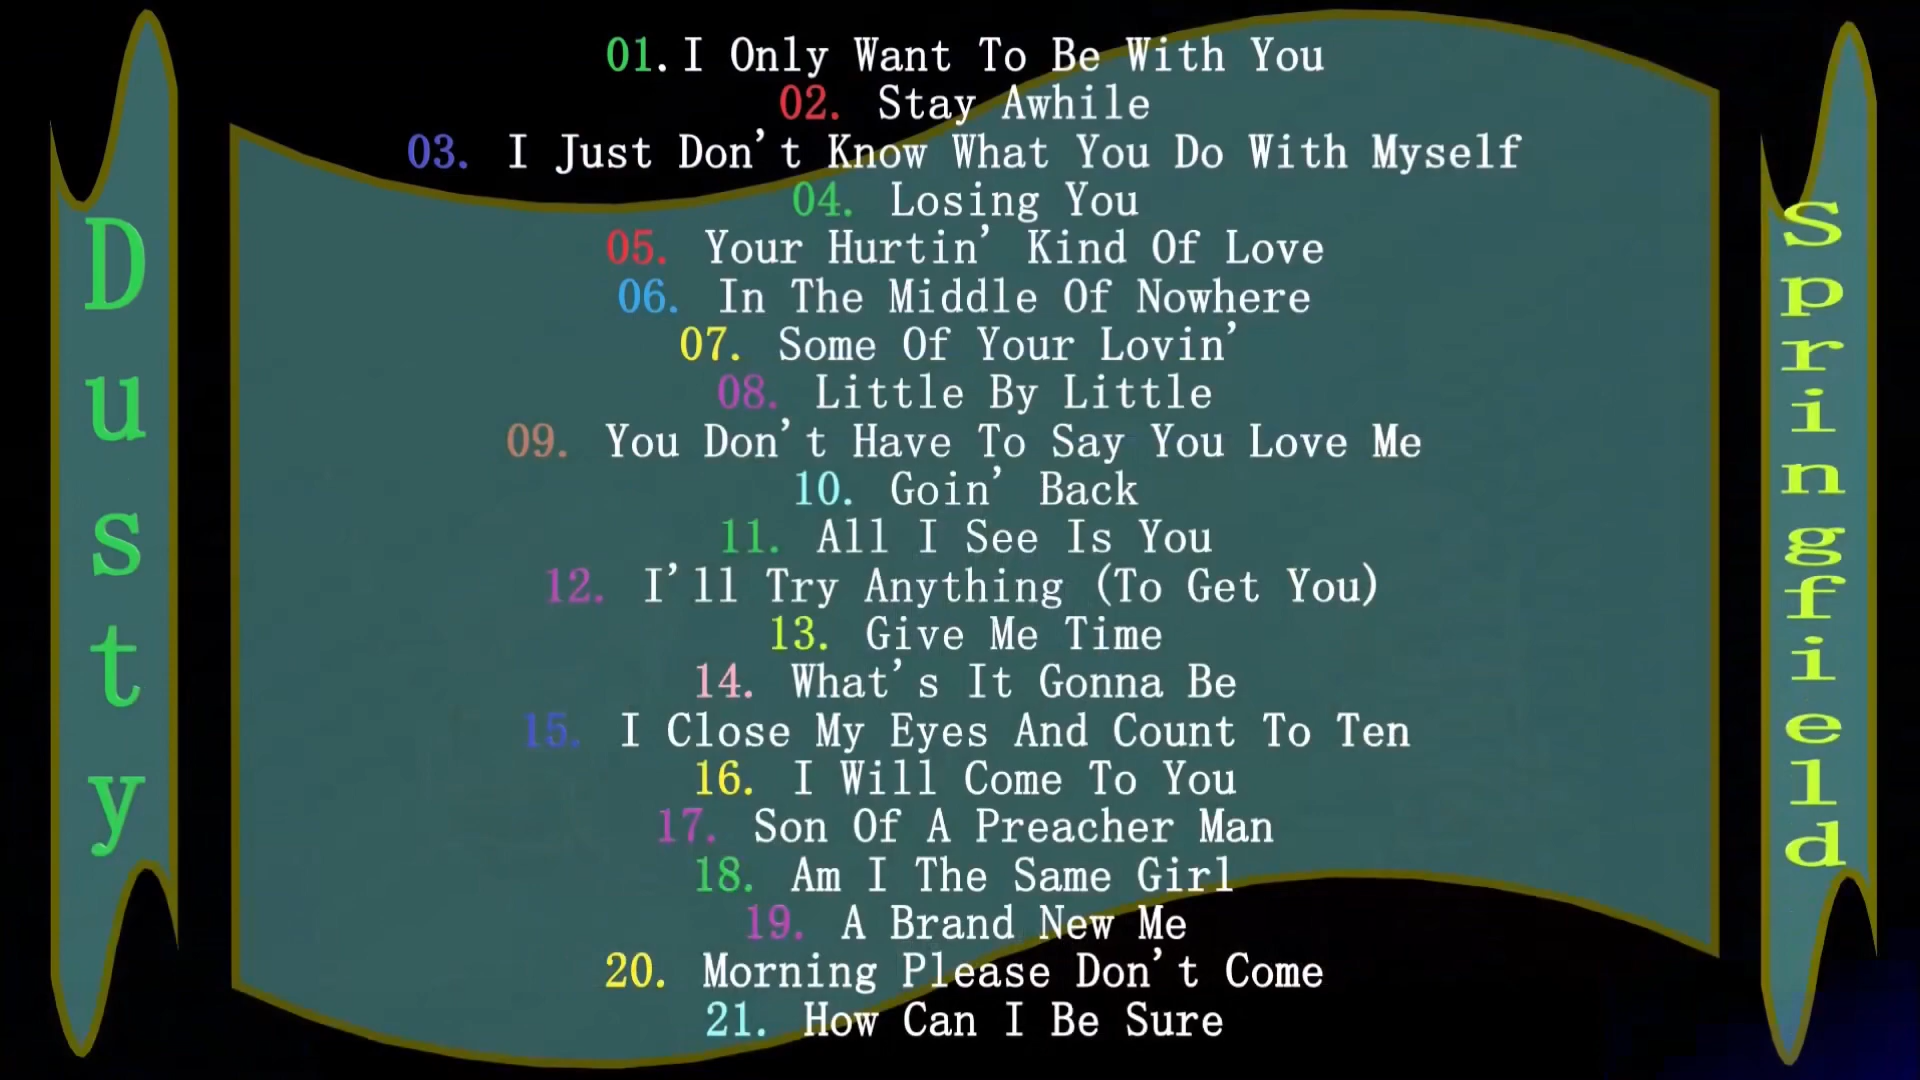 Dusty
01. I Only Want To Be With You
02. Stay Awhile
03. I Just Don't Know What You Do With Myself
04. Losing You
05. Your Hurtin' Kind Of Love
06. In The Middle Of Nowhere
07. Some Of Your Lovin'
08. Little By Little
09. You Don't Have To Say You Love Me
10. Goin' Back
11. All I See Is You
12. I'll Try Anything (To Get You)
13. Give Me Time
14. What's It Gonna Be
15. I Close My Eyes And Count To Ten
16. I Will Come To You
17. Son Of A Preacher Man
18. Am I The Same Girl
19. A Brand New Me
20. Morning Please Don't Come
21. How Can I Be Sure
Springfield